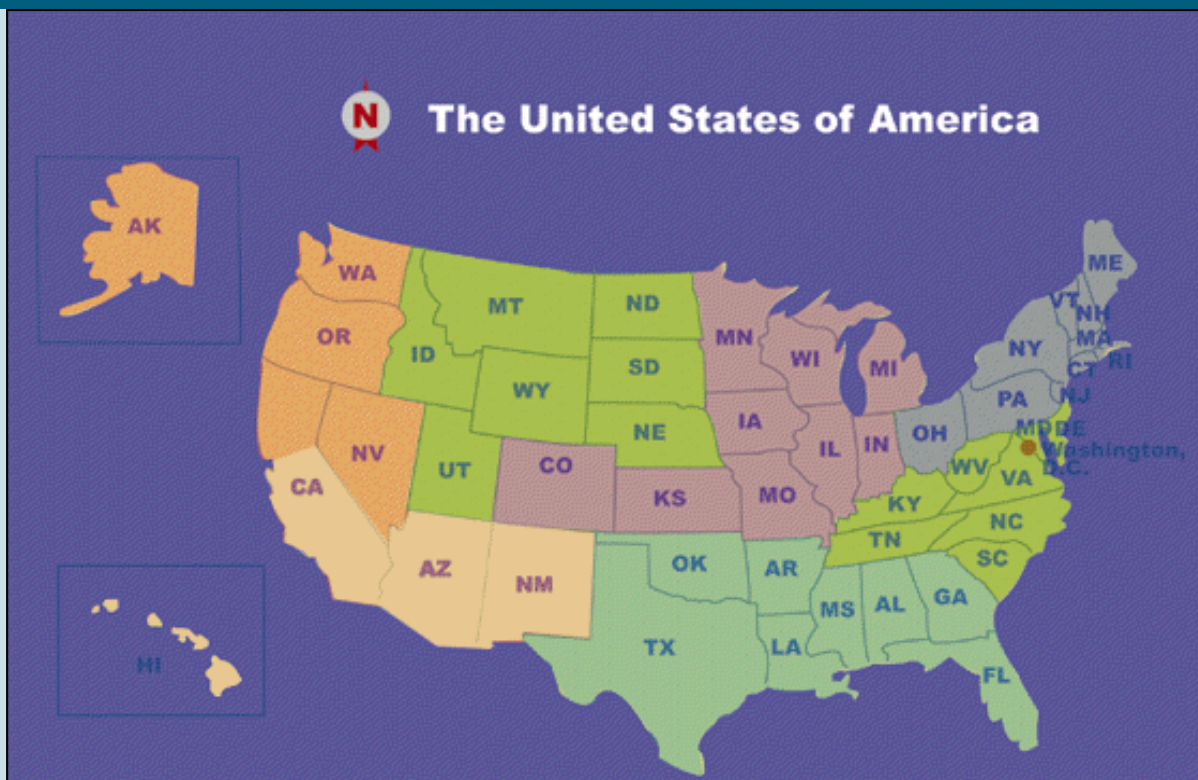 N
The United States of America
AK
WA
MT
ND
MN
ME
VT
NH
OR
ID
SD
WI
MI
NY
MA
RI
CT
WY
NE
IA
PA
NJ
NV
UT
CO
IL
IN
OH
MD DE
Washington,
D.C.
CA
KS
MO
WV
VA
KY
NC
TN
SC
AZ
NM
OK
AR
MS
AL
GA
HI
TX
LA
FL